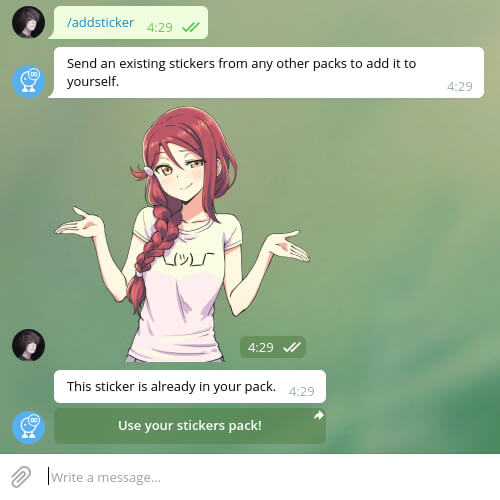 /addsticker 4:29
Send an existing stickers from any other packs to add it to
yourself.
4:29
¯\_(ツ)_/¯
4:29
This sticker is already in your pack. 4:29
Use your stickers pack!
Write a message...